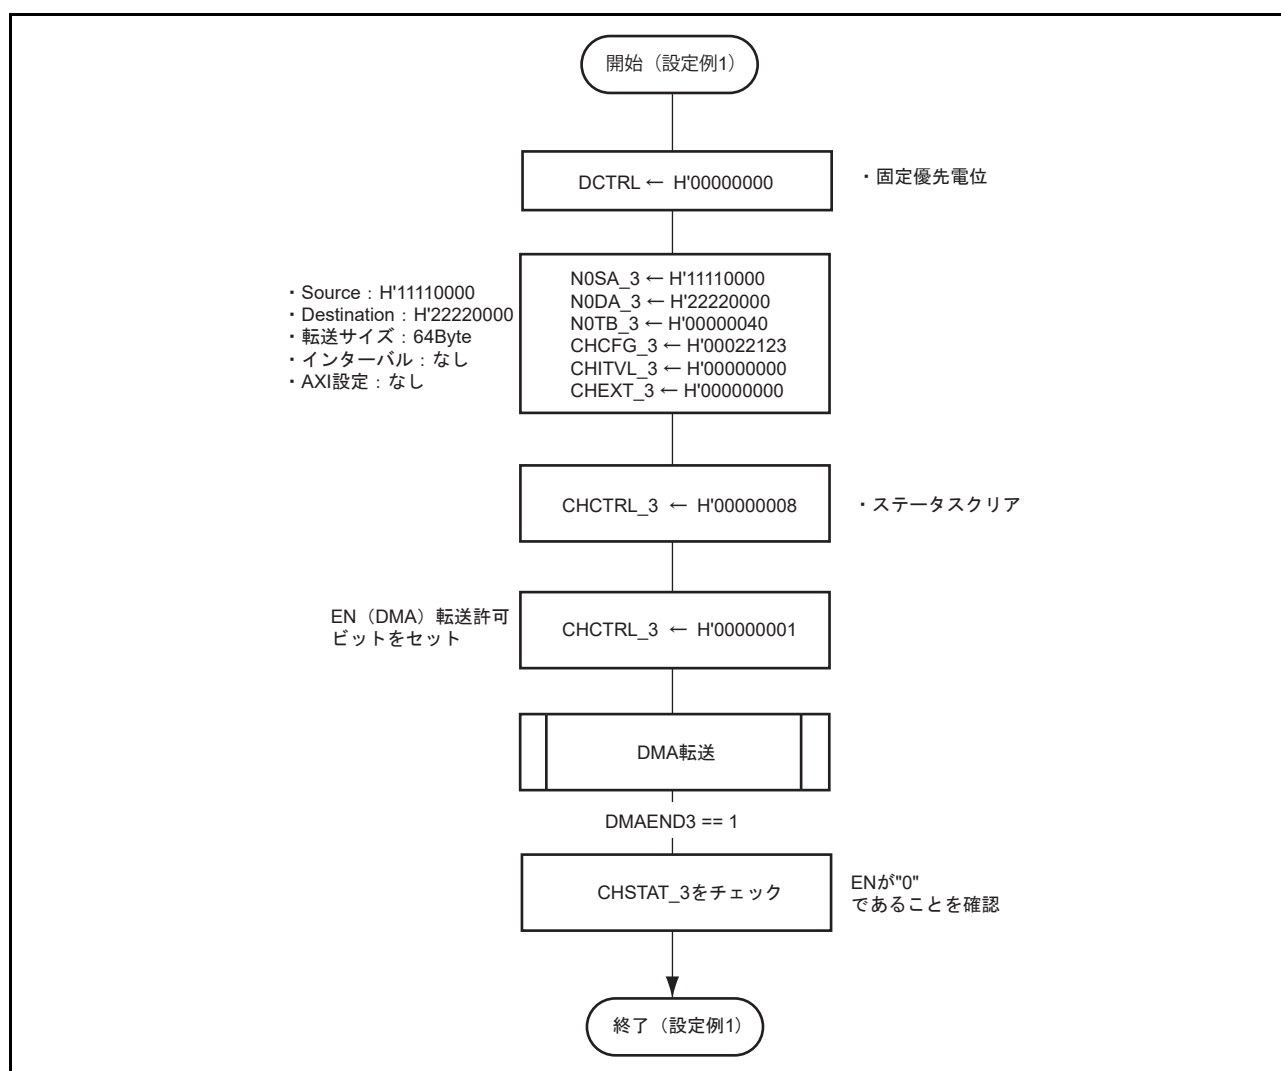 開始（設定例1）
DCTRL ← H'00000000
・固定優先電位
・Source：H'11110000
・Destination：H'22220000
・転送サイズ：64Byte
・インターバル：なし
・AXI設定：なし
N0SA_3 ← H'11110000
N0DA_3 ← H'22220000
N0TB_3 ← H'00000040
CHCFG_3 ← H'00022123
CHITVL_3 ← H'00000000
CHEXT_3 ← H'00000000
CHCTRL_3 ← H'00000008
・ステータスクリア
EN（DMA）転送許可
ビットをセット
CHCTRL_3 ← H'00000001
DMA転送
DMAEND3 == 1
CHSTAT_3をチェック
ENが"0"
であることを確認
終了（設定例1）